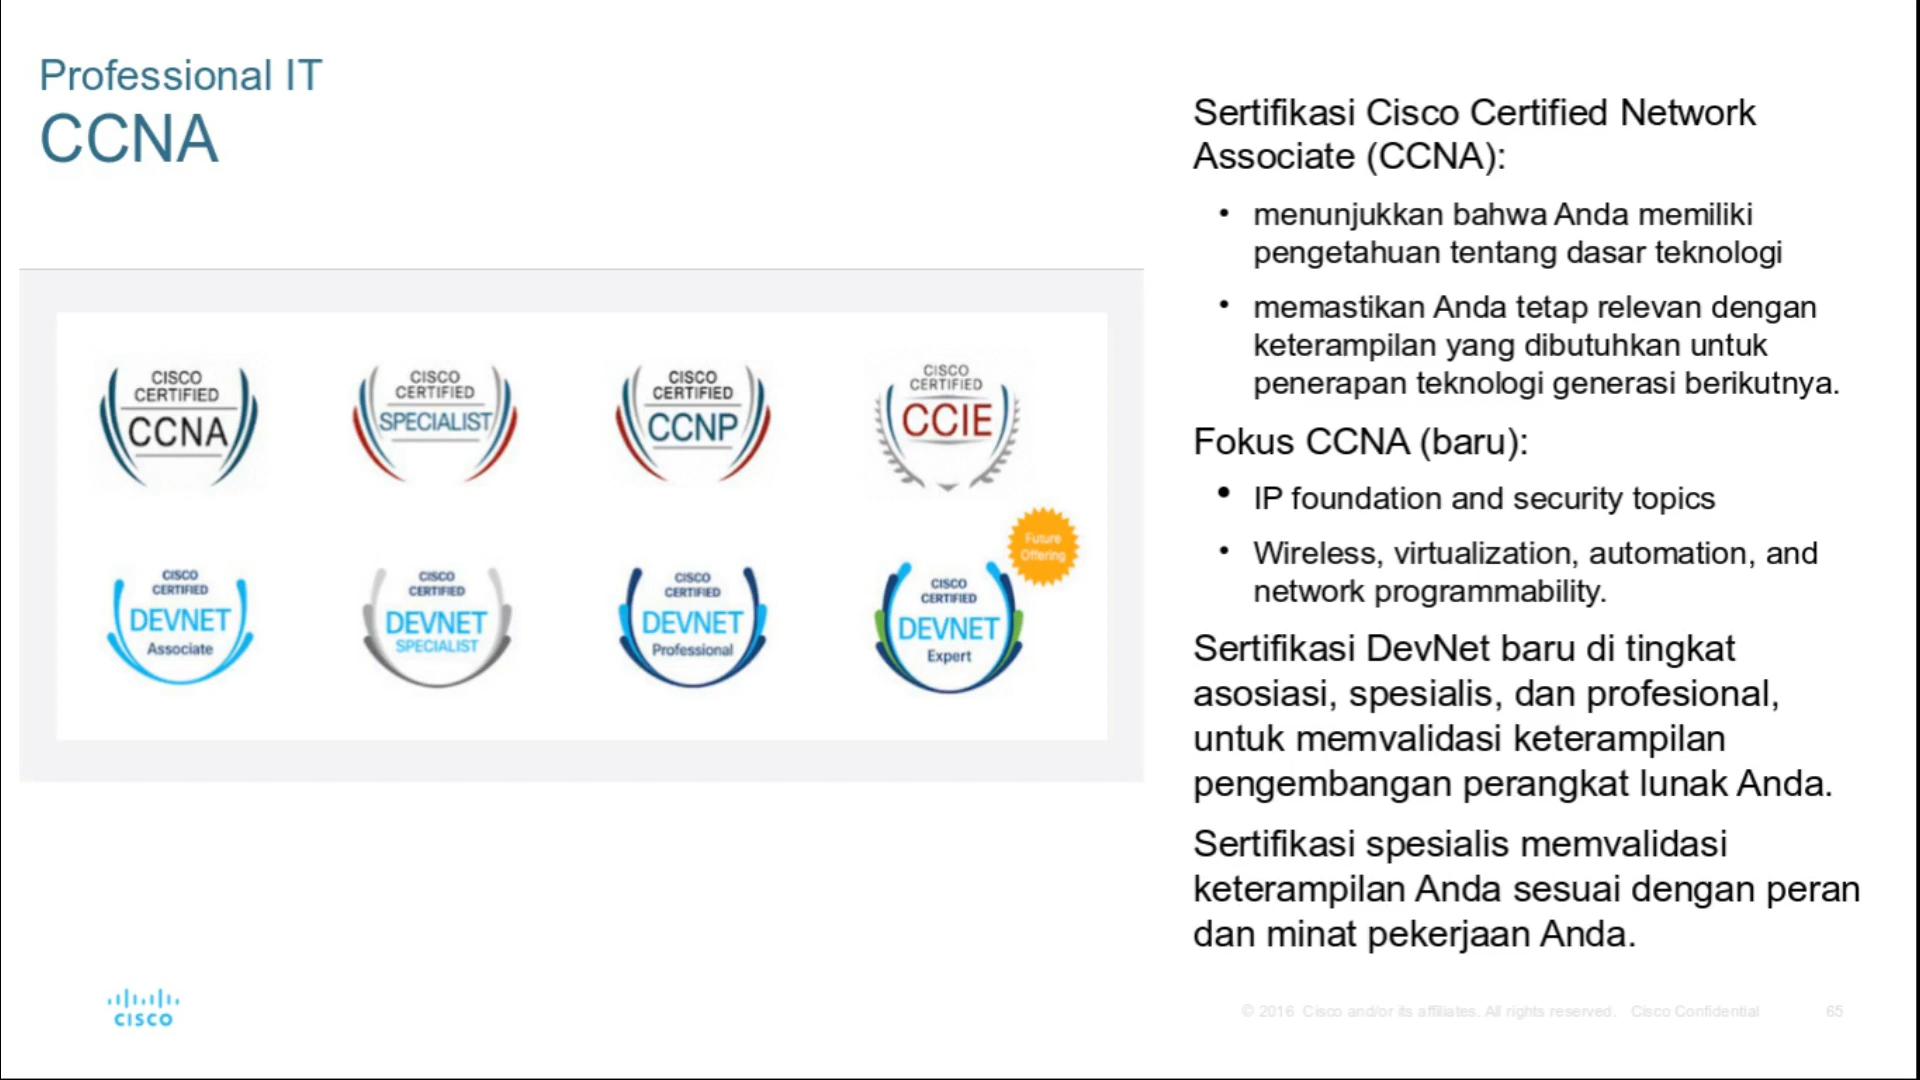 Professional IT
CCNA
CISCO
CERTIFIED
CCNA
CISCO
CERTIFIED
SPECIALIST
CISCO
CERTIFIED
CCNP
CISCO
CERTIFIED
CCIE
Future
Offering
CISCO
CERTIFIED
DEVNET
Associate
CISCO
CERTIFIED
DEVNET
SPECIALIST
CISCO
CERTIFIED
DEVNET
Professional
CISCO
CERTIFIED
DEVNET
Expert
Sertifikasi Cisco Certified Network
Associate (CCNA):
• menunjukkan bahwa Anda memiliki
pengetahuan tentang dasar teknologi
• memastikan Anda tetap relevan dengan
keterampilan yang dibutuhkan untuk
penerapan teknologi generasi berikutnya.
Fokus CCNA (baru):
• IP foundation and security topics
• Wireless, virtualization, automation, and
network programmability.
Sertifikasi DevNet baru di tingkat
asosiasi, spesialis, dan profesional,
untuk memvalidasi keterampilan
pengembangan perangkat lunak Anda.
Sertifikasi spesialis memvalidasi
keterampilan Anda sesuai dengan peran
dan minat pekerjaan Anda.
CISCO
© 2016 Cisco and/or its affiliates. All rights reserved. Cisco Confidential 65